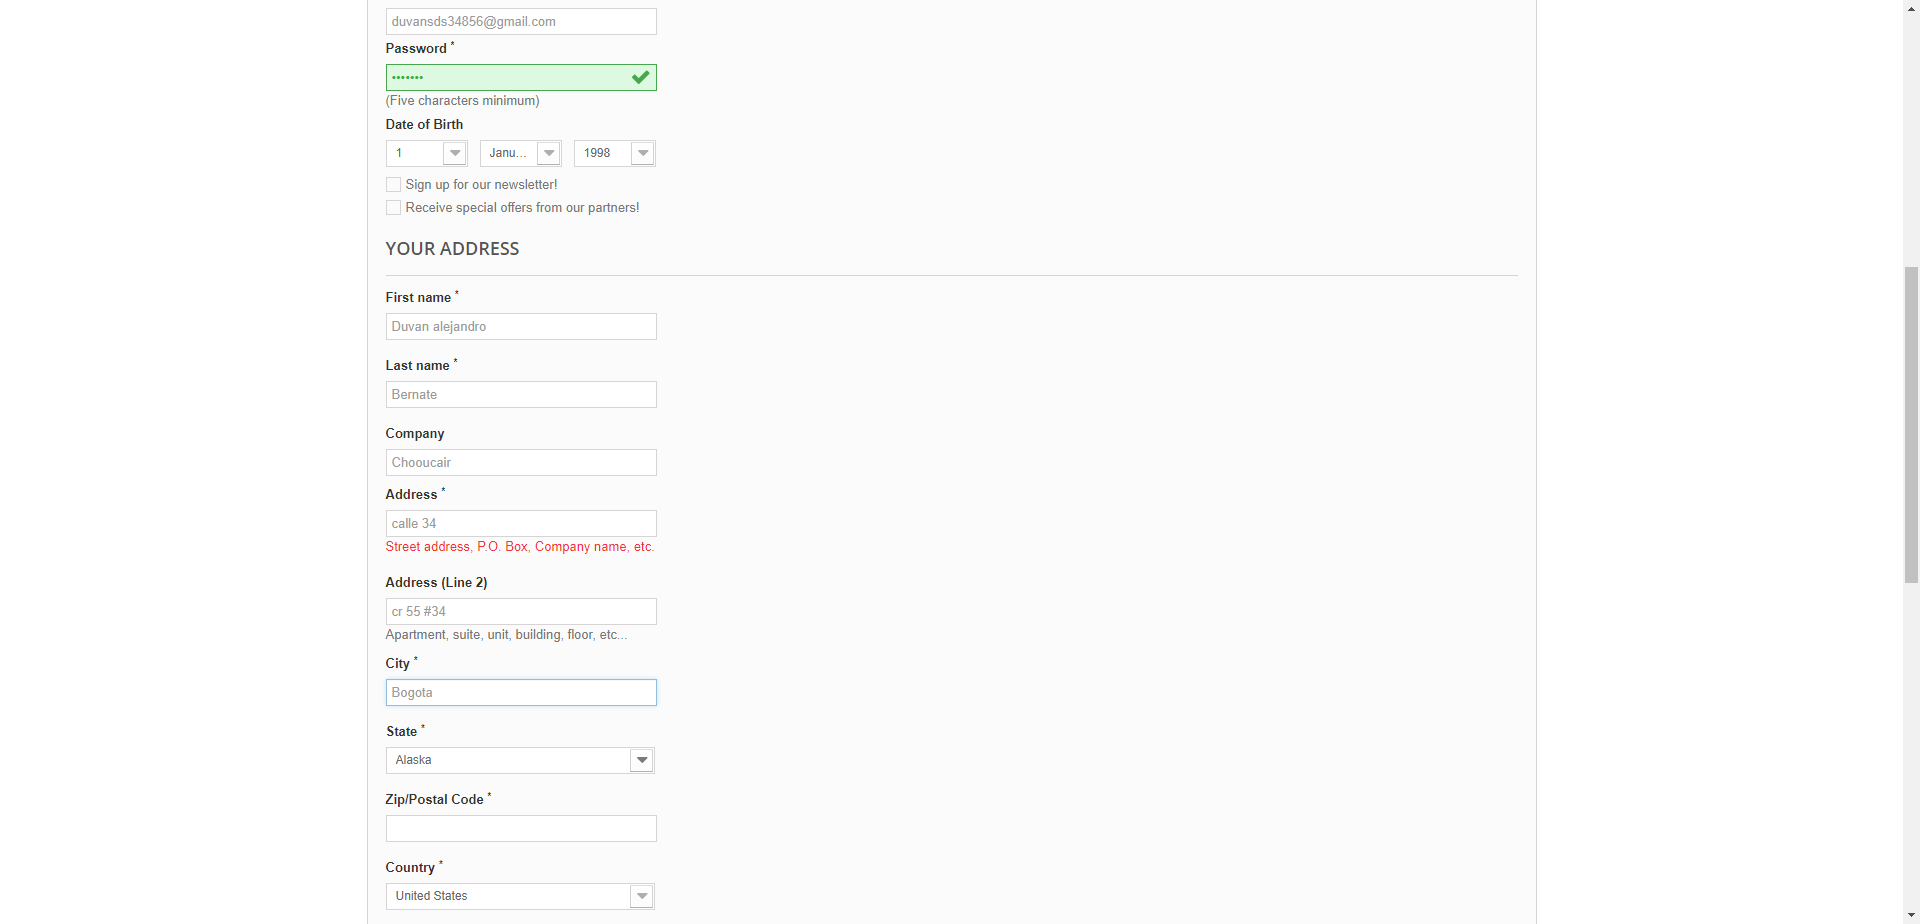 duvansds34856@gmail.com
Password *
•••••••
(Five characters minimum)
Date of Birth
1 Janu... 1998
Sign up for our newsletter!
Receive special offers from our partners!
YOUR ADDRESS
First name *
Duvan alejandro
Last name *
Bernate
Company
Chooucair
Address *
calle 34
Street address, P.O. Box, Company name, etc.
Address (Line 2)
cr 55 #34
Apartment, suite, unit, building, floor, etc...
City *
Bogota
State *
Alaska
Zip/Postal Code *
Country *
United States